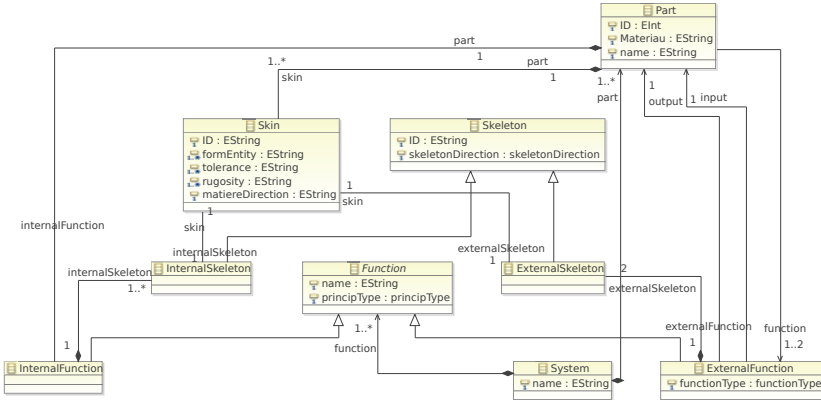 Part
ID : EInt
Materiau : EString
name : EString
part
1
1..*
skin
part
1
1..*
part
1
output
1
input
Skin
ID : EString
formEntity : EString
tolerance : EString
rugosity : EString
matiereDirection : EString
Skeleton
ID : EString
skeletonDirection : skeletonDirection
1
skin
1
skin
internalFunction
internalSkeleton
1
externalSkeleton
1
internalSkeleton
1..*
InternalSkeleton
Function
name : EString
principType : principType
ExternalSkeleton
2
externalSkeleton
externalFunction
1
function
1..2
1..*
function
1
InternalFunction
System
name : EString
ExternalFunction
functionType : functionType